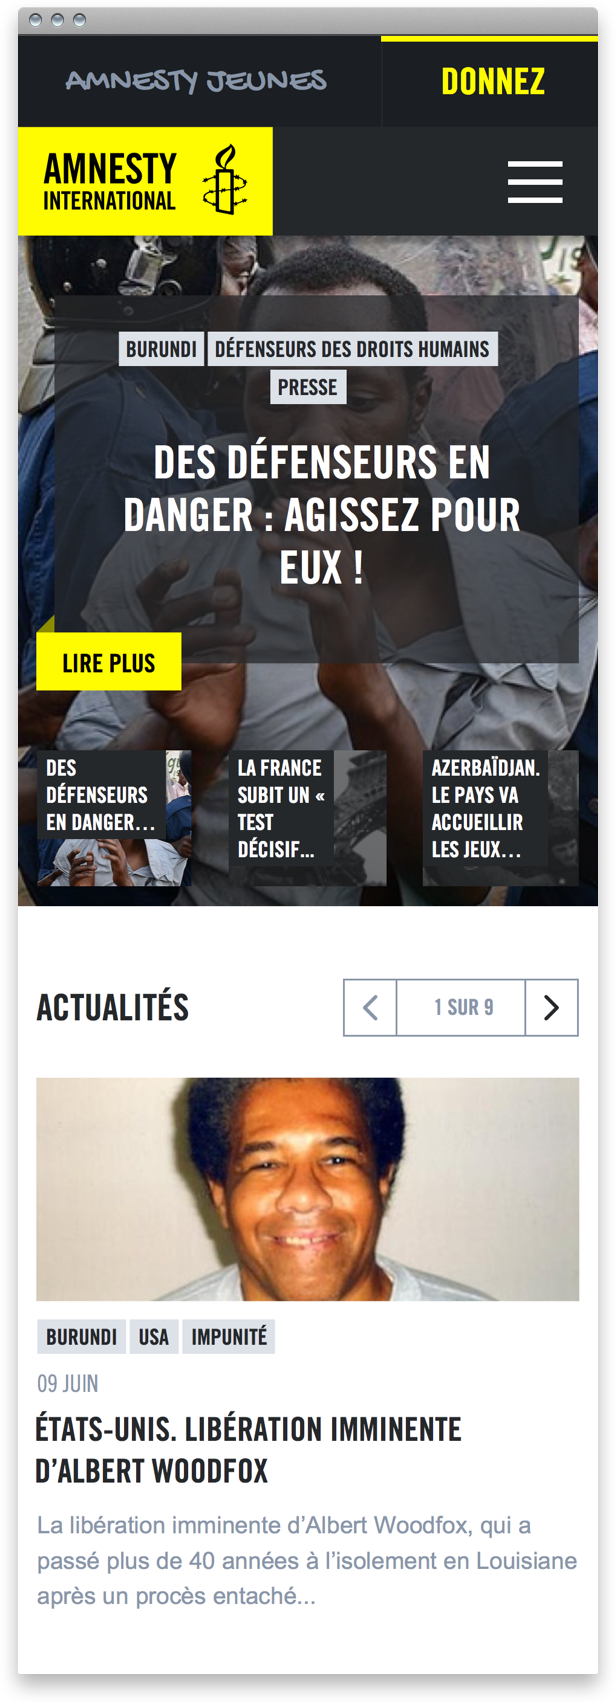 AMNESTY JEUNES
DONNEZ
AMNESTY
INTERNATIONAL
BURUNDI
DÉFENSEURS DES DROITS HUMAINS
PRESSE
DES DÉFENSEURS EN
DANGER : AGISSEZ POUR
EUX !
LIRE PLUS
DES
DÉFENSEURS
EN DANGER…
LA FRANCE
SUBIT UN «
TEST
DÉCISIF...
AZERBAÏDJAN.
LE PAYS VA
ACCUEILLIR
LES JEUX…
ACTUALITÉS
1 SUR 9
BURUNDI
USA
IMPUNITÉ
09 JUIN
ÉTATS-UNIS. LIBÉRATION IMMINENTE
D’ALBERT WOODFOX
La libération imminente d’Albert Woodfox, qui a
passé plus de 40 années à l’isolement en Louisiane
après un procès entaché...